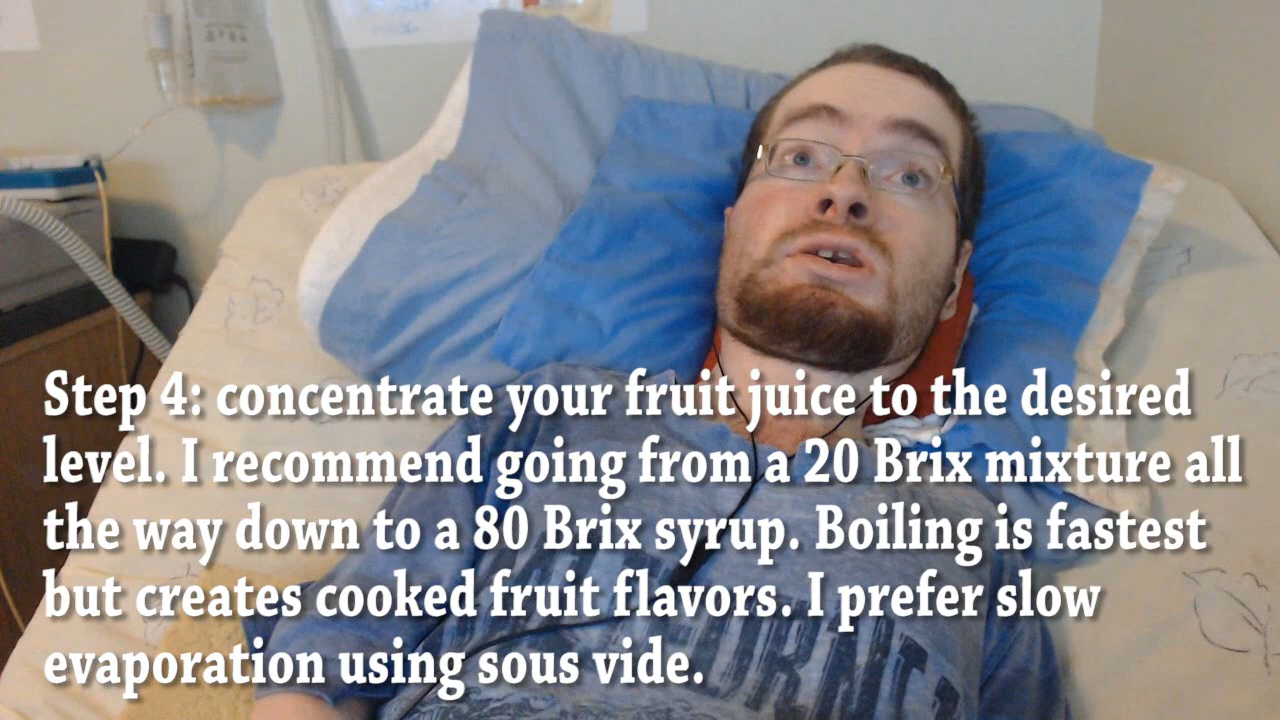 Step 4: concentrate your fruit juice to the desired
level. I recommend going from a 20 Brix mixture all
the way down to a 80 Brix syrup. Boiling is fastest
but creates cooked fruit flavors. I prefer slow
evaporation using sous vide.